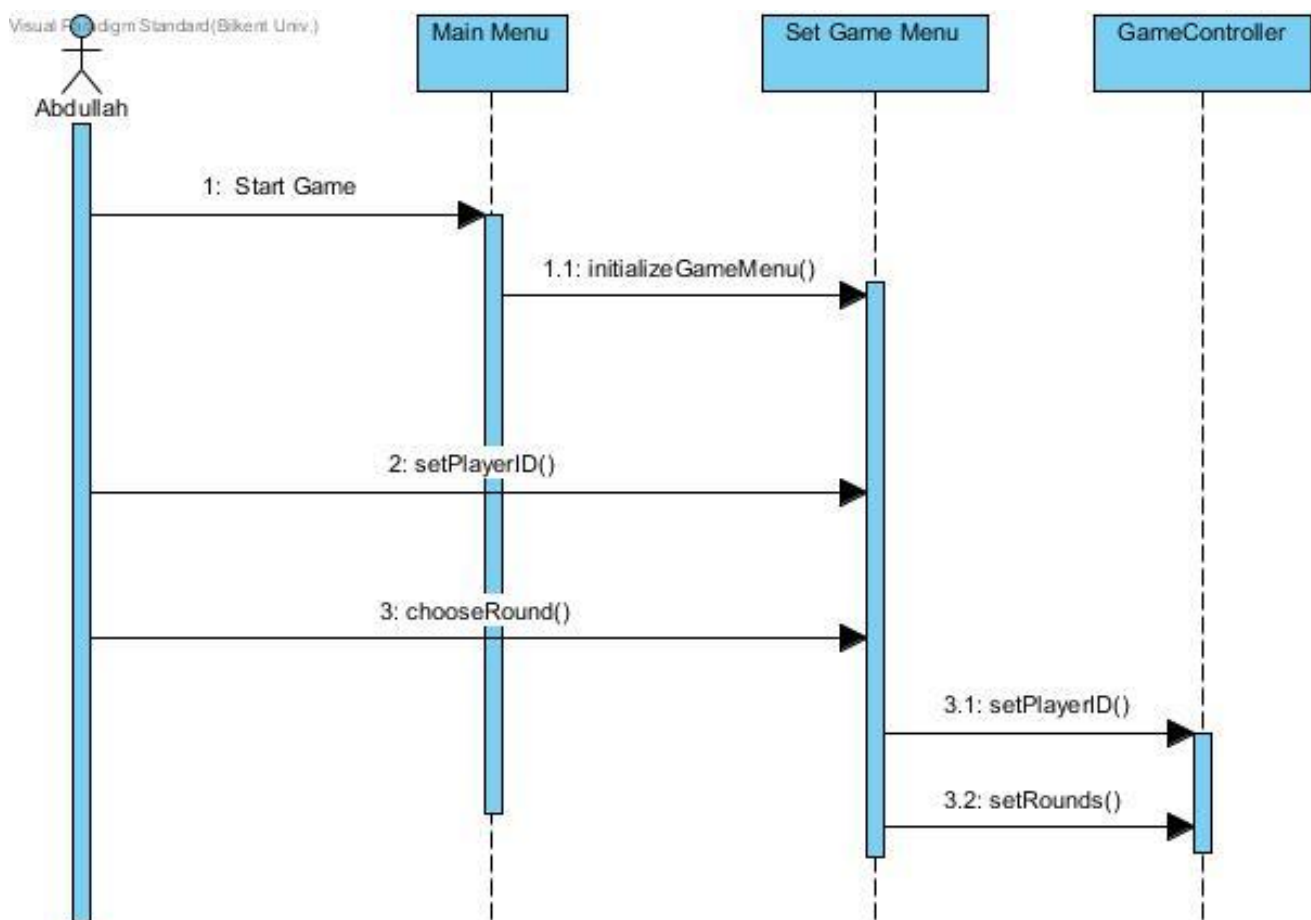 Visual Paradigm Standard(Bilkent Univ.)
Abdullah
Main Menu
Set Game Menu
GameController
1: Start Game
1.1: initializeGameMenu()
2: setPlayerID()
3: chooseRound()
3.1: setPlayerID()
3.2: setRounds()